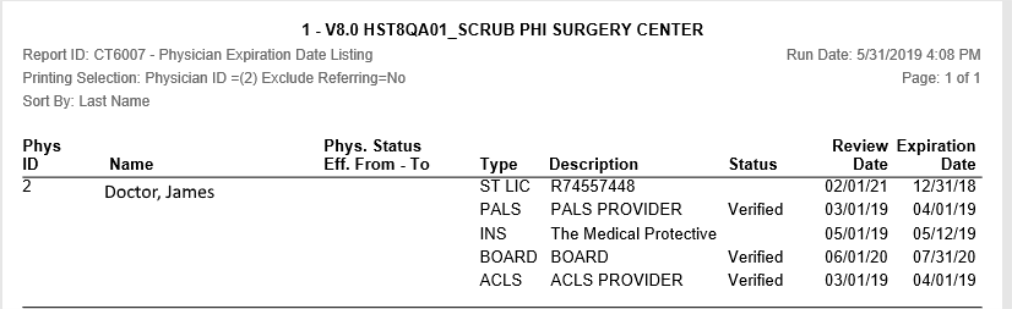 1 - V8.0 HST8QA01_SCRUB PHI SURGERY CENTER
Report ID: CT6007 - Physician Expiration Date Listing Run Date: 5/31/2019 4:08 PM
Printing Selection: Physician ID =(2) Exclude Referring=No Page: 1 of 1
Sort By: Last Name
Phys Phys. Status Review Expiration
ID Name Eff. From - To Type Description Status Date Date
2 Doctor, James ST LIC R74557448 02/01/21 12/31/18
PALS PALS PROVIDER Verified 03/01/19 04/01/19
INS The Medical Protective 05/01/19 05/12/19
BOARD BOARD Verified 06/01/20 07/31/20
ACLS ACLS PROVIDER Verified 03/01/19 04/01/19